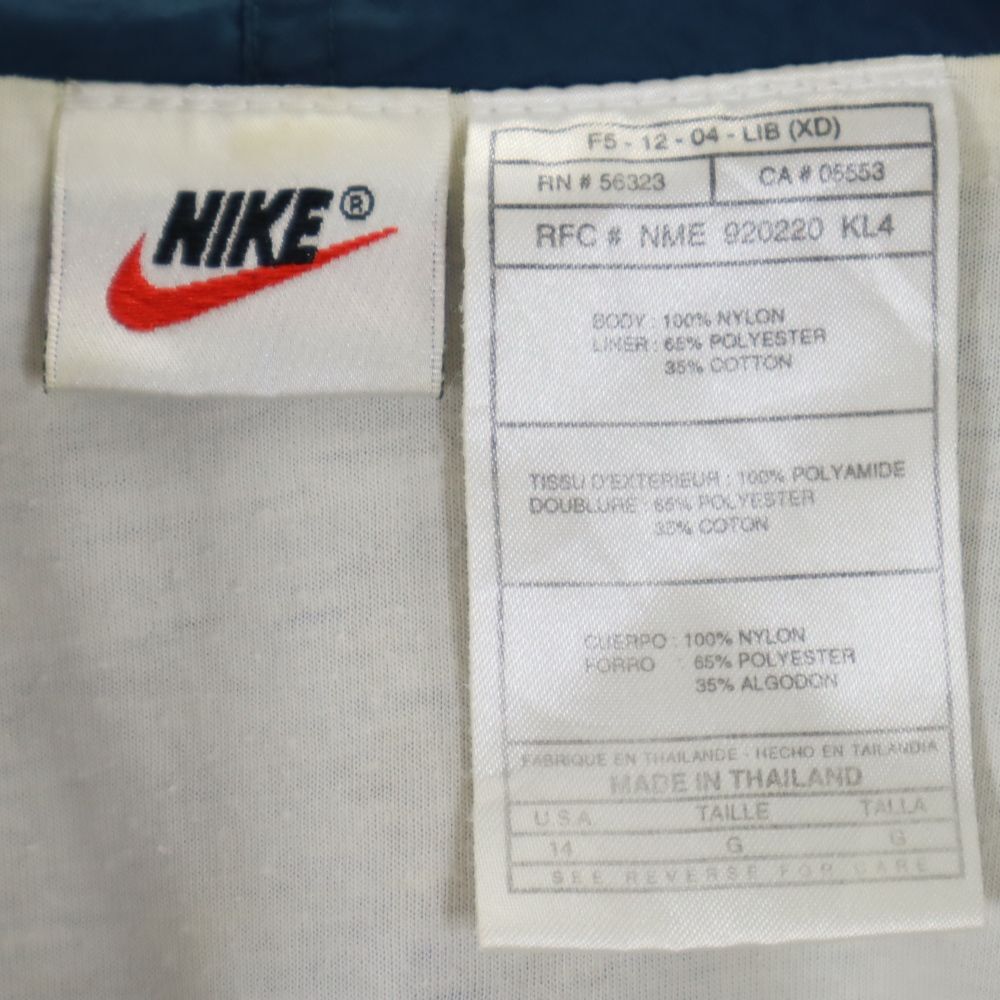 NIKE®
F5 - 12 - 04 - LIB (XD)
RN # 56323 CA # 05553
RFC # NME 920220 KL4
BODY : 100% NYLON
LINER : 65% POLYESTER
35% COTTON
TISSU D'EXTERIEUR : 100% POLYAMIDE
DOUBLURE : 65% POLYESTER
35% COTON
CUERPO : 100% NYLON
FORRO : 65% POLYESTER
35% ALGODON
FABRIQUE EN THAILANDE - HECHO EN TAILANDIA
MADE IN THAILAND
U.S.A. TAILLE TALLA
14 G G
SEE REVERSE FOR CARE